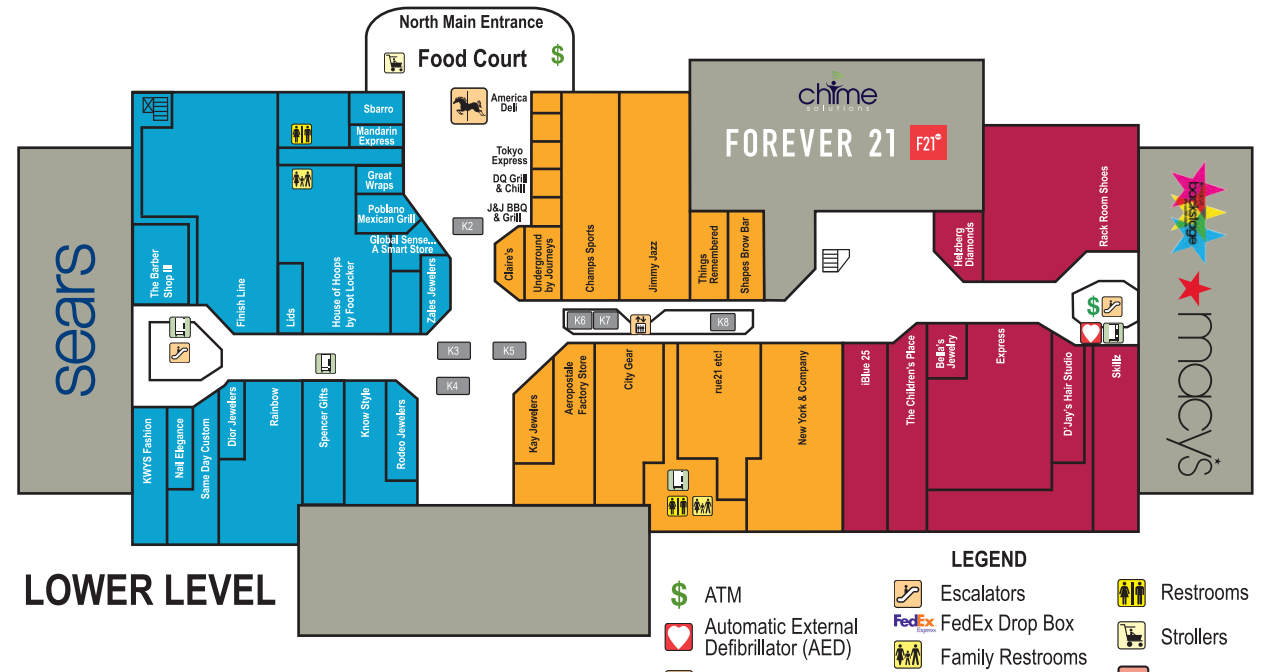 North Main Entrance
Food Court
$
America
Deli
Tokyo
Express
DQ Grill
& Chill
J&J BBQ
& Grill
Sbarro
Mandarin
Express
Great
Wraps
Poblano
Mexican Grill
Global Sense...
A Smart Store
Zales Jewelers
House of Hoops
by Foot Locker
Lids
Finish Line
The Barber
Shop III
sears
K2
K3
K4
K5
K6
K7
K8
Claire's
Underground
by Journeys
Champs Sports
Jimmy Jazz
Things
Remembered
Shapes Brow Bar
chime
solutions
FOREVER 21
F21
Helzberg
Diamonds
Rack Room Shoes
backstage
macy's
$
KWYS Fashion
Nail Elegance
Same Day Custom
Dior Jewelers
Rainbow
Spencer Gifts
Know Style
Rodeo Jewelers
Kay Jewelers
Aeropostale
Factory Store
City Gear
rue21 etc!
New York & Company
iBlue 25
The Children's Place
Bella's
Jewelry
Express
D'Jay's Hair Studio
Skillz
LOWER LEVEL
LEGEND
$ ATM
Automatic External
Defibrillator (AED)
Escalators
FedEx Express FedEx Drop Box
Family Restrooms
Restrooms
Strollers